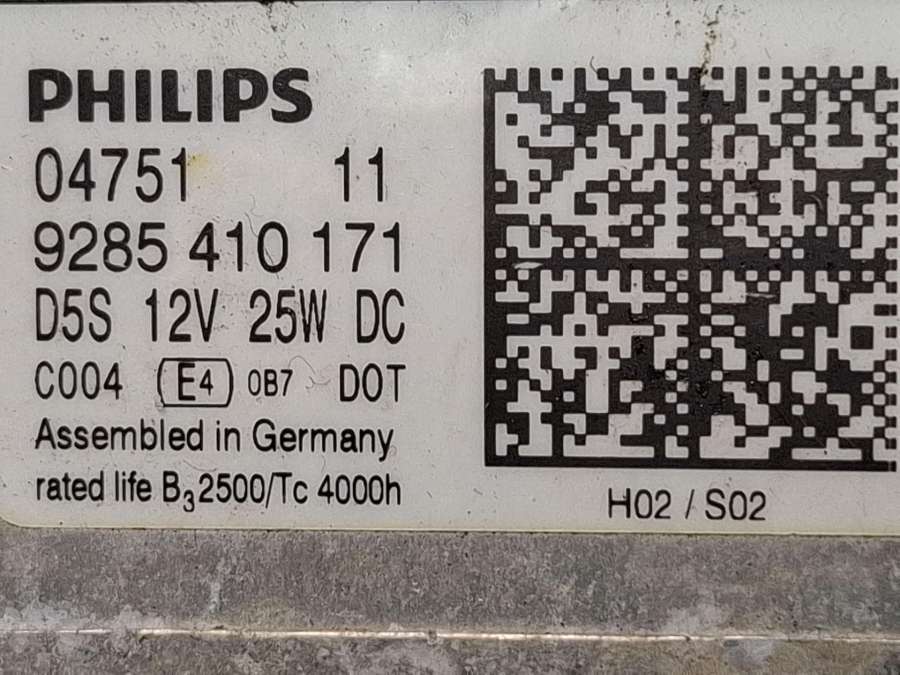 PHILIPS
04751 11
9285 410 171
D5S 12V 25W DC
C004 E4 0B7 DOT
Assembled in Germany
rated life B₃2500/Tc 4000h
H02 / S02